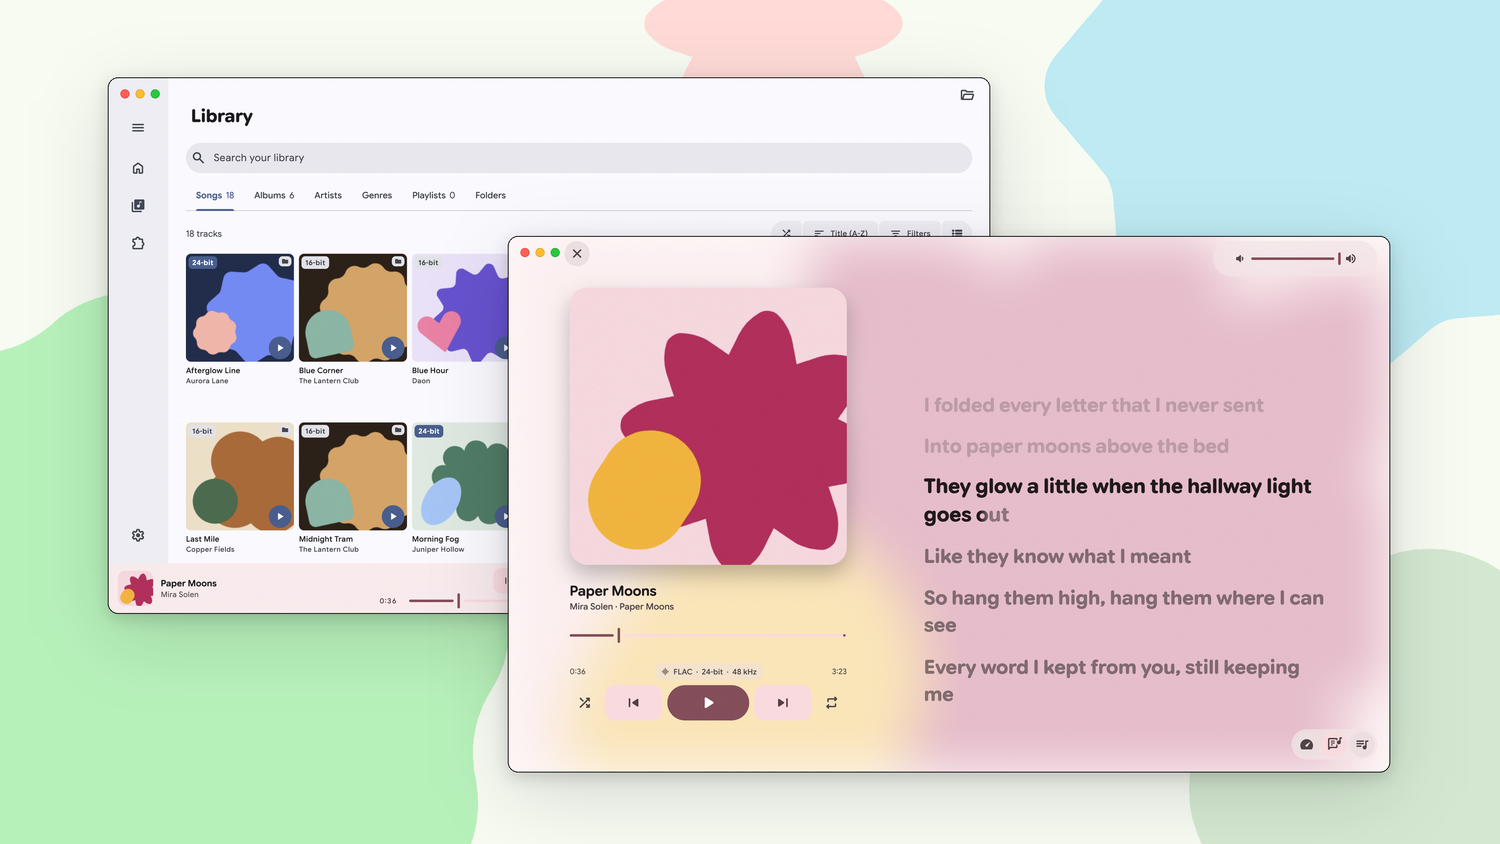 Library
Search your library
Songs 18
Albums 6
Artists
Genres
Playlists 0
Folders
18 tracks
Title (A-Z)
Filters
24-bit
16-bit
16-bit
Afterglow Line
Aurora Lane
Blue Corner
The Lantern Club
Blue Hour
Daon
16-bit
16-bit
24-bit
Last Mile
Copper Fields
Midnight Tram
The Lantern Club
Morning Fog
Juniper Hollow
Paper Moons
Mira Solen
0:36
Paper Moons
Mira Solen · Paper Moons
0:36
FLAC · 24-bit · 48 kHz
3:23
I folded every letter that I never sent
Into paper moons above the bed
They glow a little when the hallway light
goes out
Like they know what I meant
So hang them high, hang them where I can
see
Every word I kept from you, still keeping
me